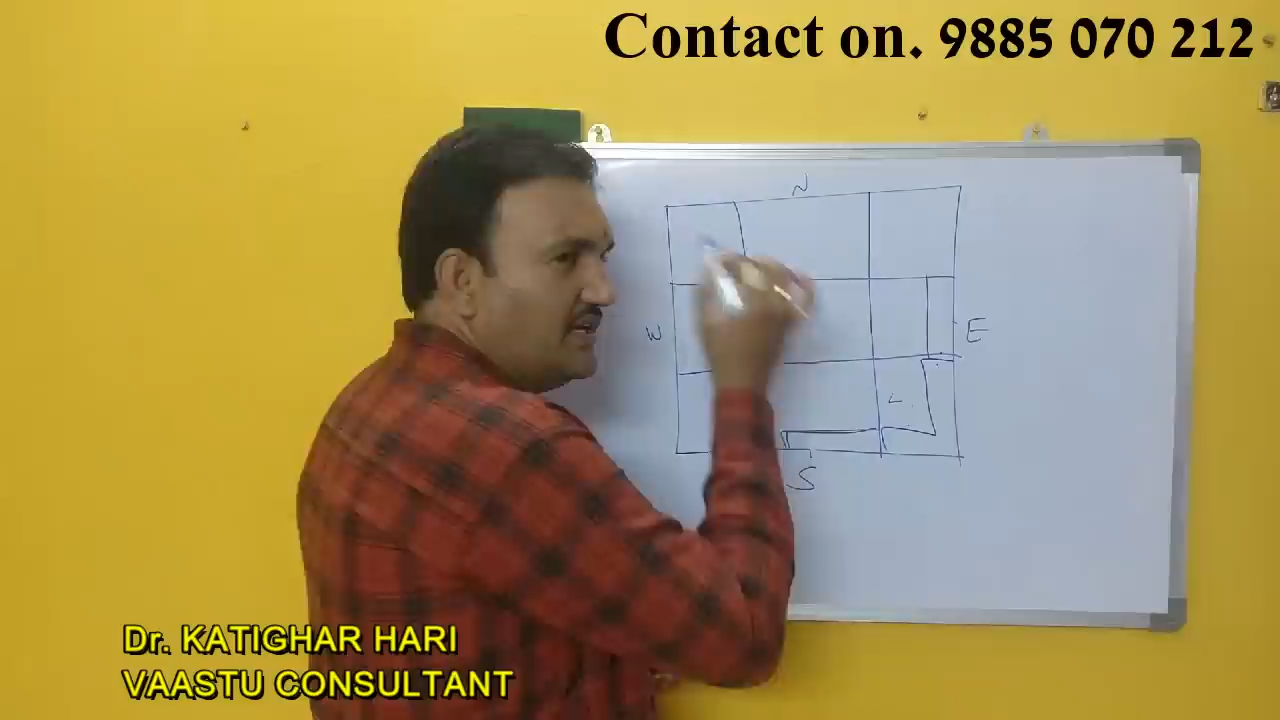 Contact on. 9885 070 212
N
W
E
L
S
Dr. KATIGHAR HARI
VAASTU CONSULTANT